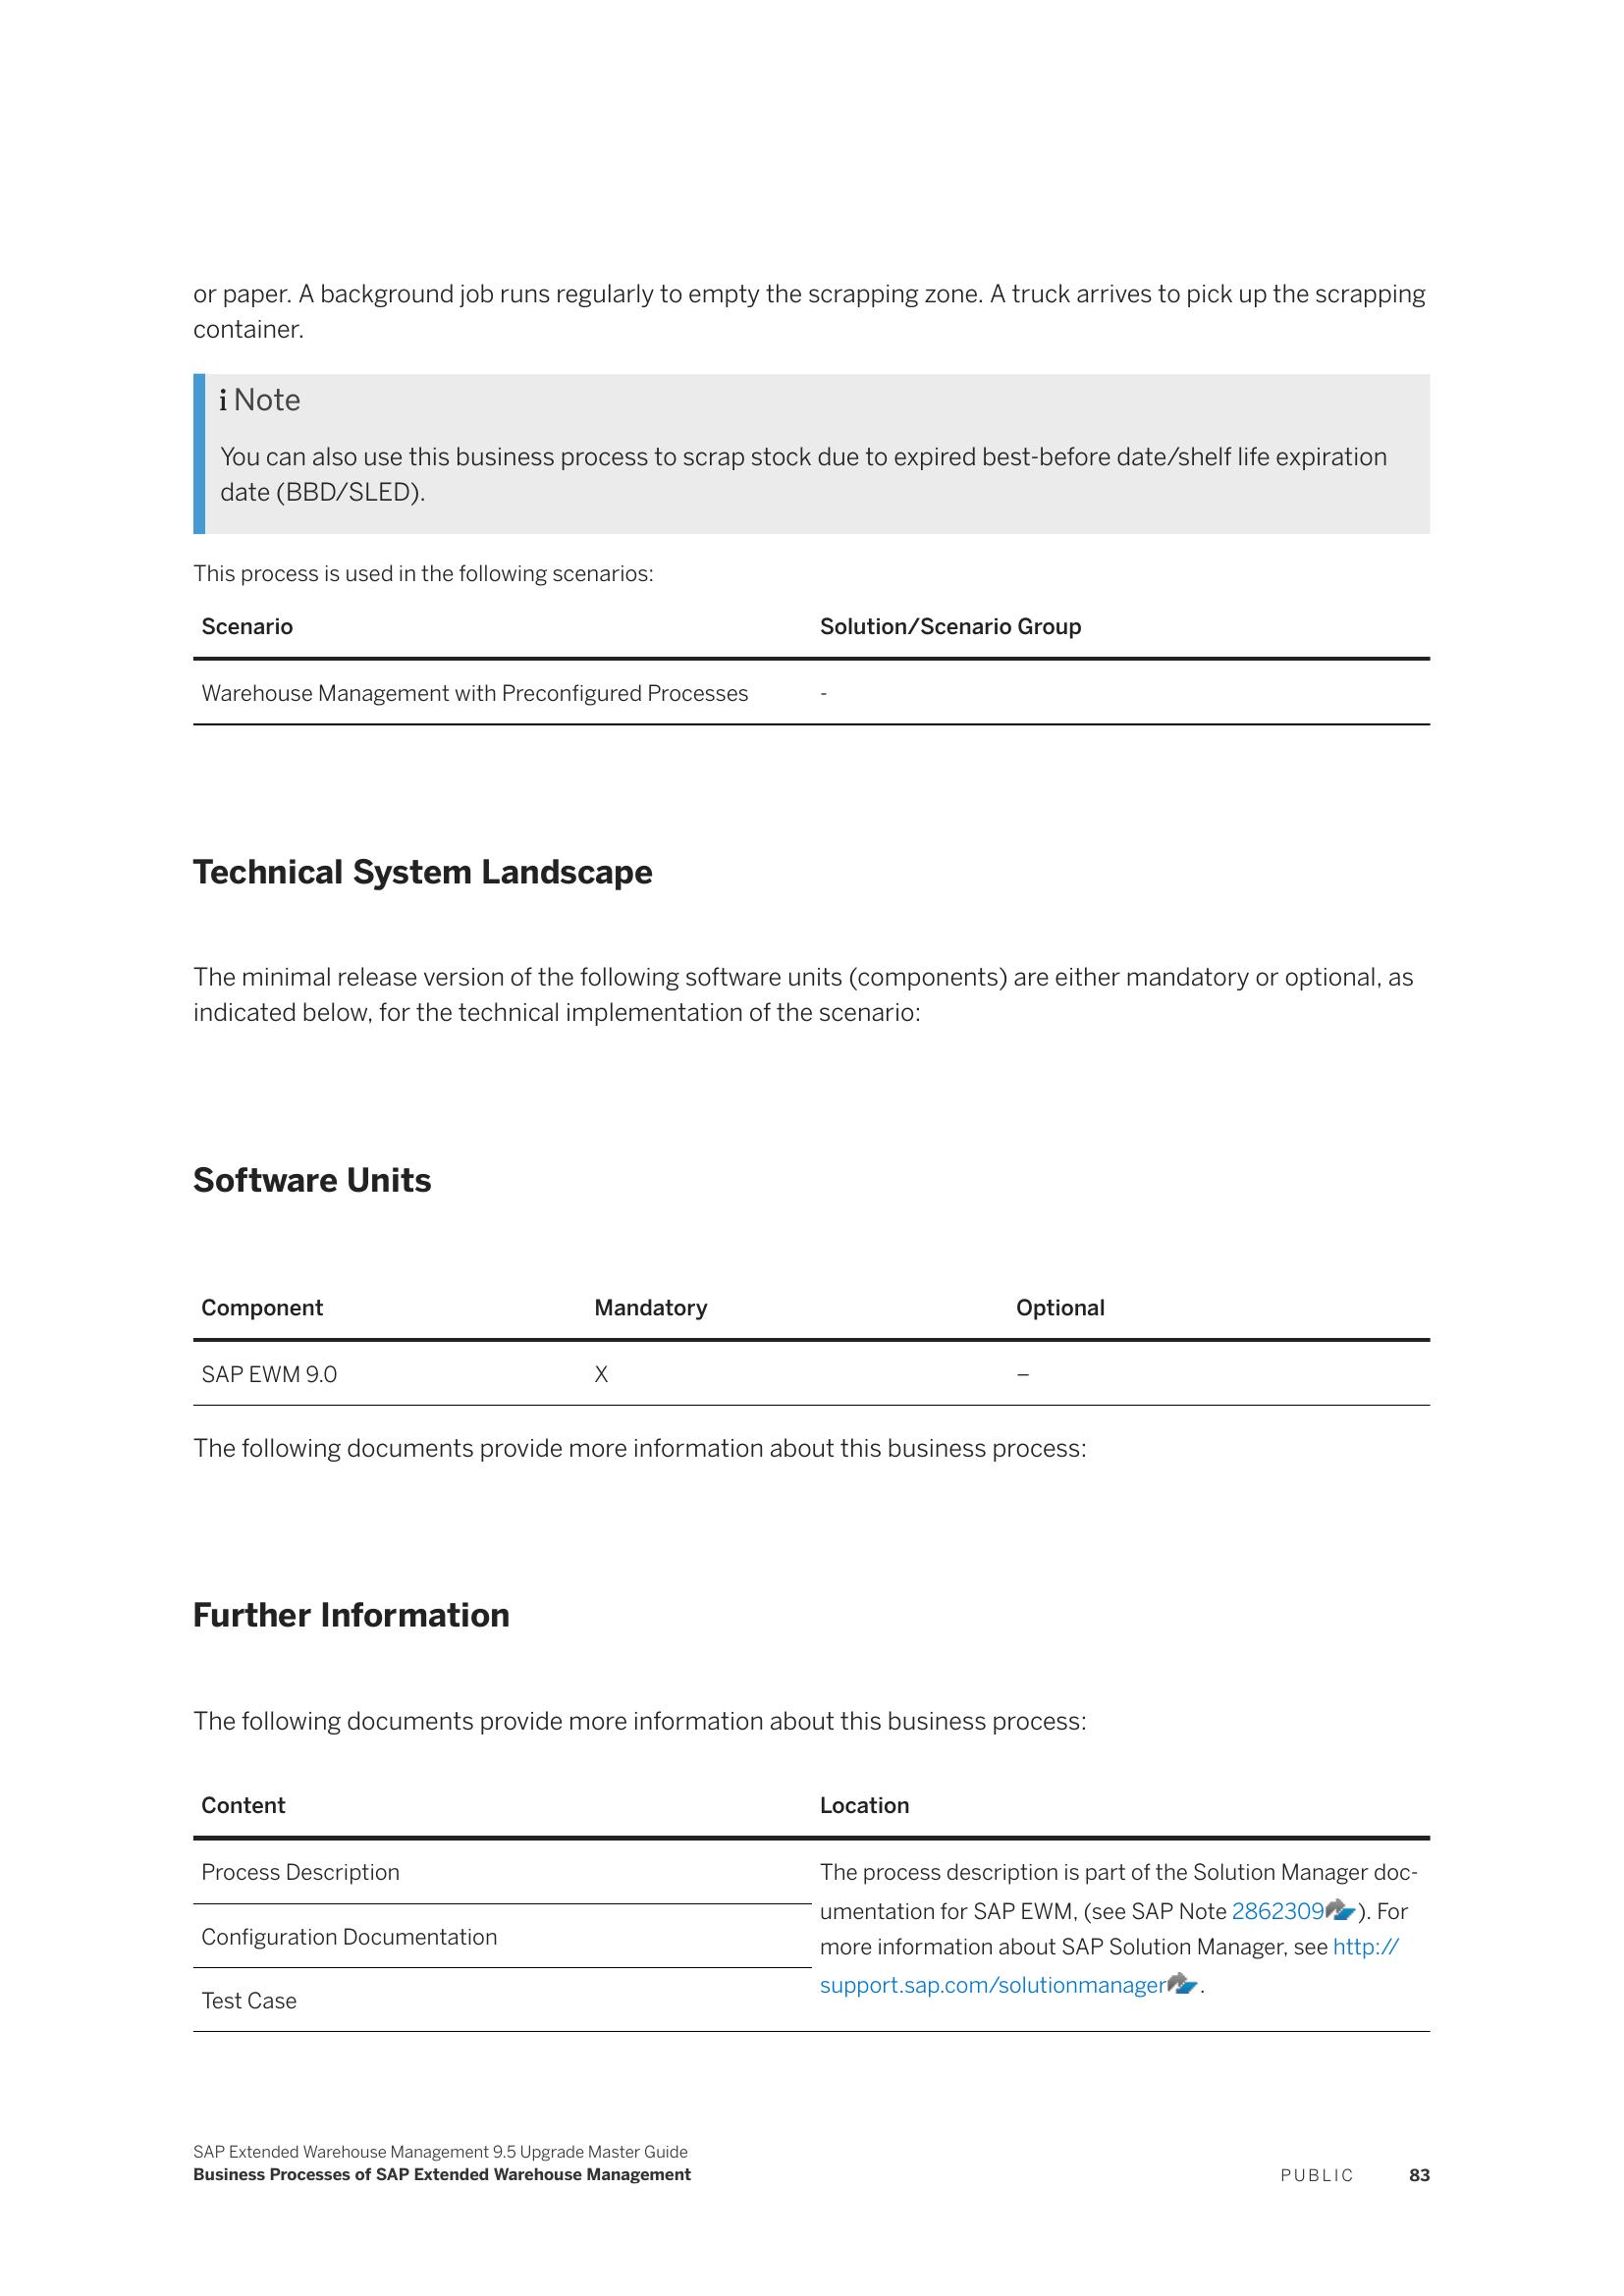 or paper. A background job runs regularly to empty the scrapping zone. A truck arrives to pick up the scrapping
container.
i Note
You can also use this business process to scrap stock due to expired best-before date/shelf life expiration
date (BBD/SLED).
This process is used in the following scenarios:
Scenario Solution/Scenario Group
Warehouse Management with Preconfigured Processes -
Technical System Landscape
The minimal release version of the following software units (components) are either mandatory or optional, as
indicated below, for the technical implementation of the scenario:
Software Units
Component Mandatory Optional
SAP EWM 9.0 X –
The following documents provide more information about this business process:
Further Information
The following documents provide more information about this business process:
Content Location
Process Description
Configuration Documentation
Test Case
The process description is part of the Solution Manager doc-
umentation for SAP EWM, (see SAP Note 2862309). For
more information about SAP Solution Manager, see http://
support.sap.com/solutionmanager.
SAP Extended Warehouse Management 9.5 Upgrade Master Guide
Business Processes of SAP Extended Warehouse Management PUBLIC 83